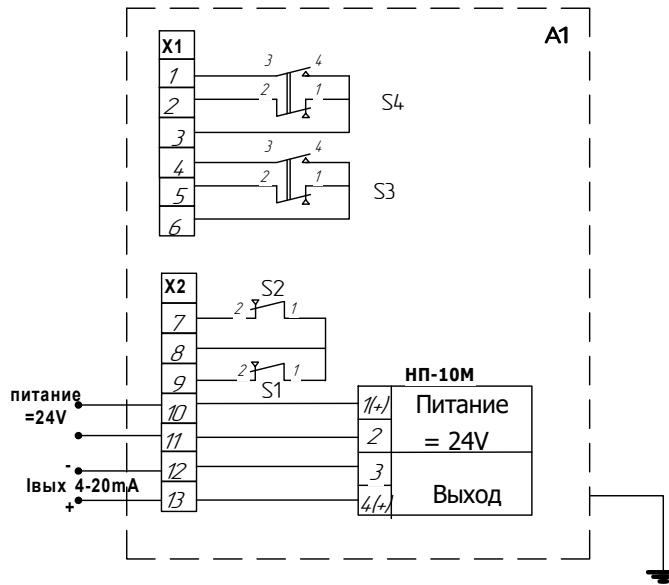 A1
X1
1
3 4
2
2 1
S4
3
3 4
4
2 1
5
S3
6
X2
S2
7
2 1
8
9
2 1
S1
НП-10М
питание
=24V
10
1(+)
Питание
11
2
= 24V
-
12
3
Iвых 4-20mA
+
13
4(+)
Выход